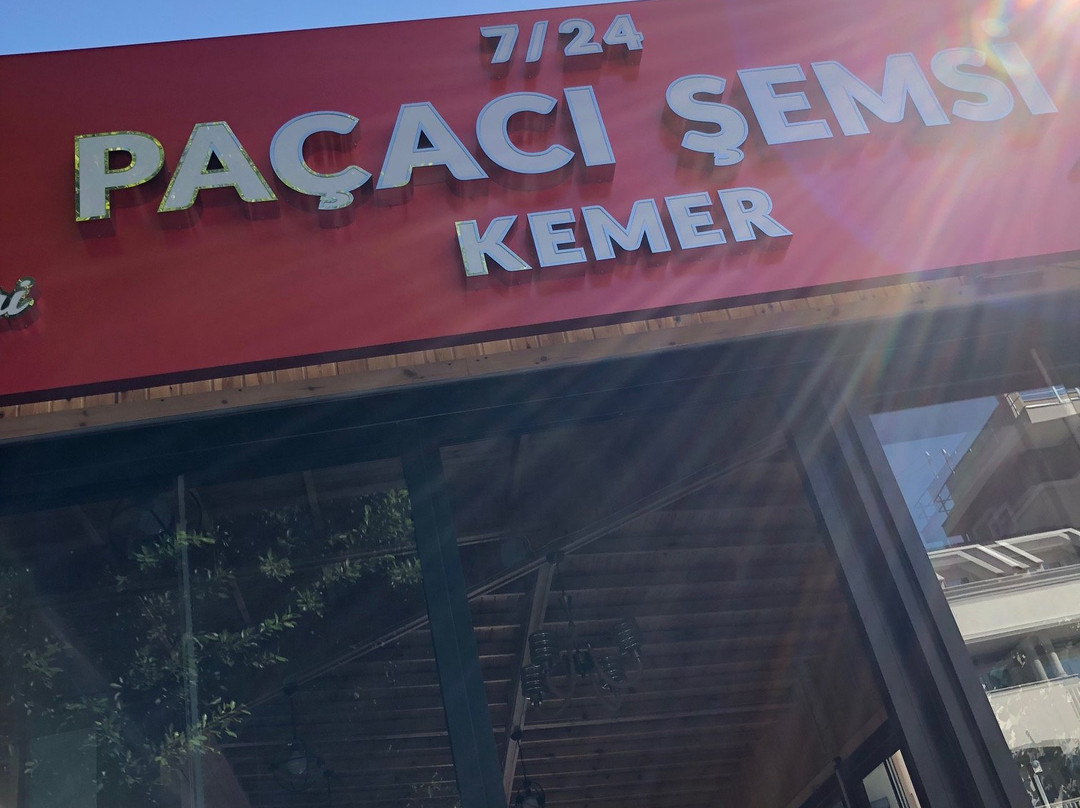 7/24
PAÇACI ŞEMSİ
KEMER